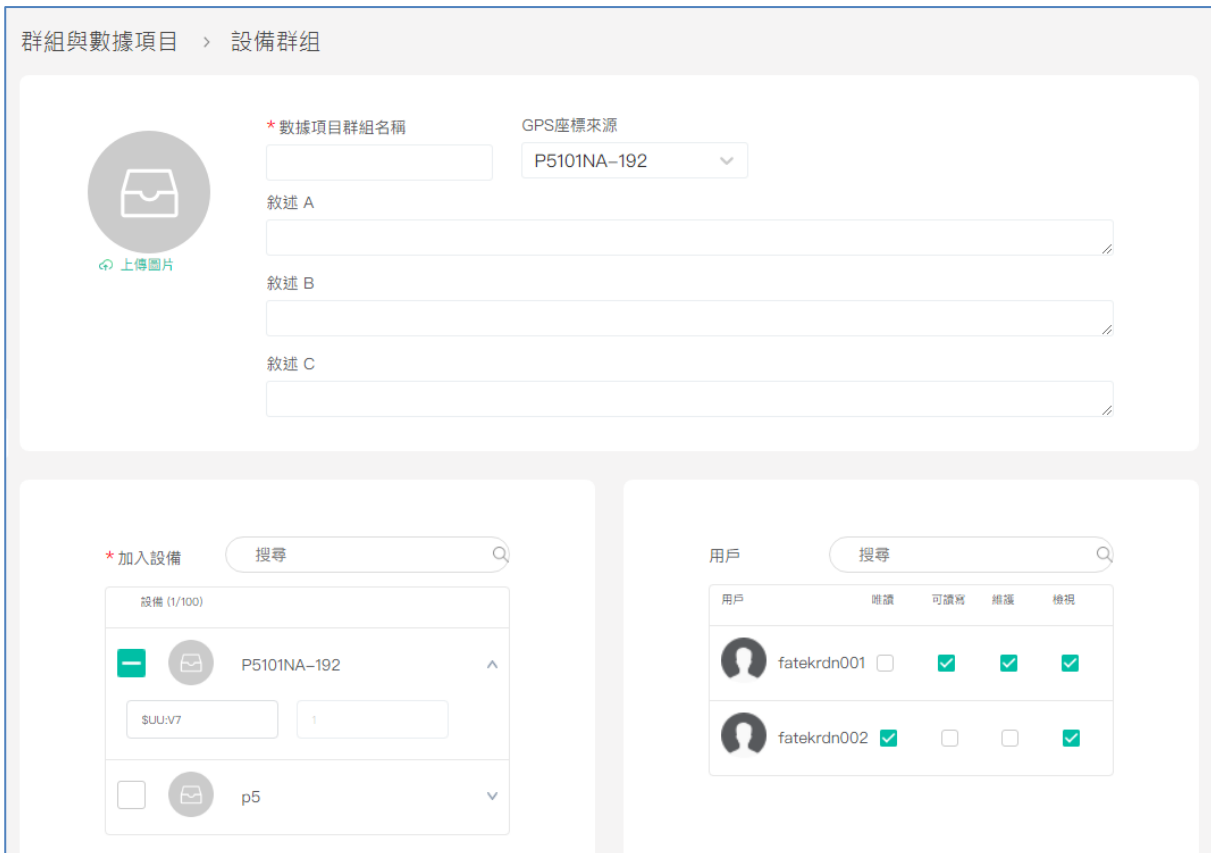 群組與數據項目 > 設備群組
* 數據項目群組名稱
GPS座標來源
P5101NA-192
敘述 A
上傳圖片
敘述 B
敘述 C
* 加入設備
搜尋
設備 (1/100)
P5101NA-192
$UU:V7
1
p5
用戶
搜尋
用戶 唯讀 可讀寫 維護 檢視
fatekrdn001
fatekrdn002